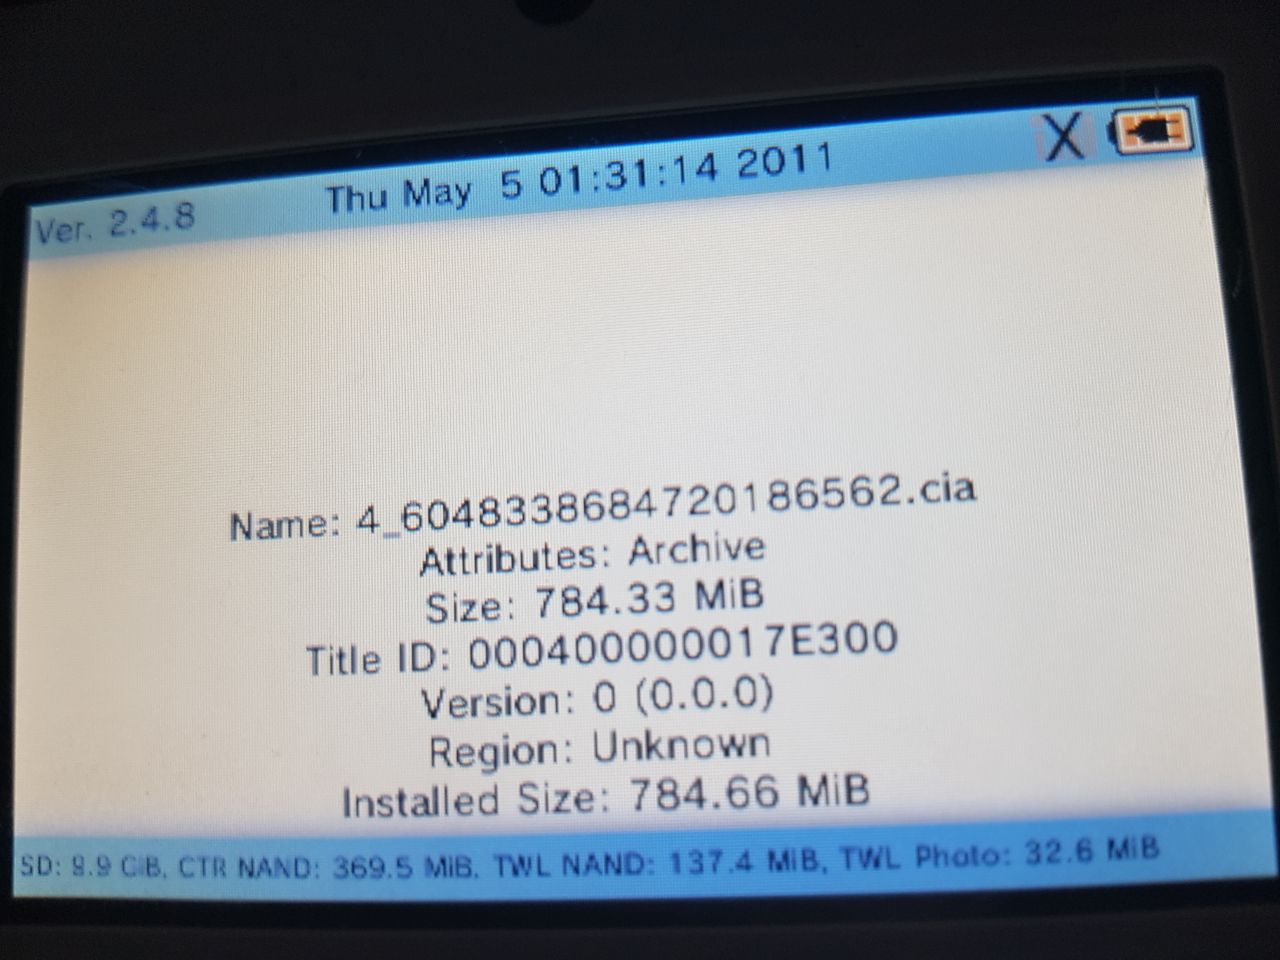 Ver. 2.4.8 Thu May 5 01:31:14 2011 X
Name: 4_6048338684720186562.cia
Attributes: Archive
Size: 784.33 MiB
Title ID: 000400000017E300
Version: 0 (0.0.0)
Region: Unknown
Installed Size: 784.66 MiB
SD: 9.9 GiB, CTR NAND: 369.5 MiB, TWL NAND: 137.4 MiB, TWL Photo: 32.6 MiB